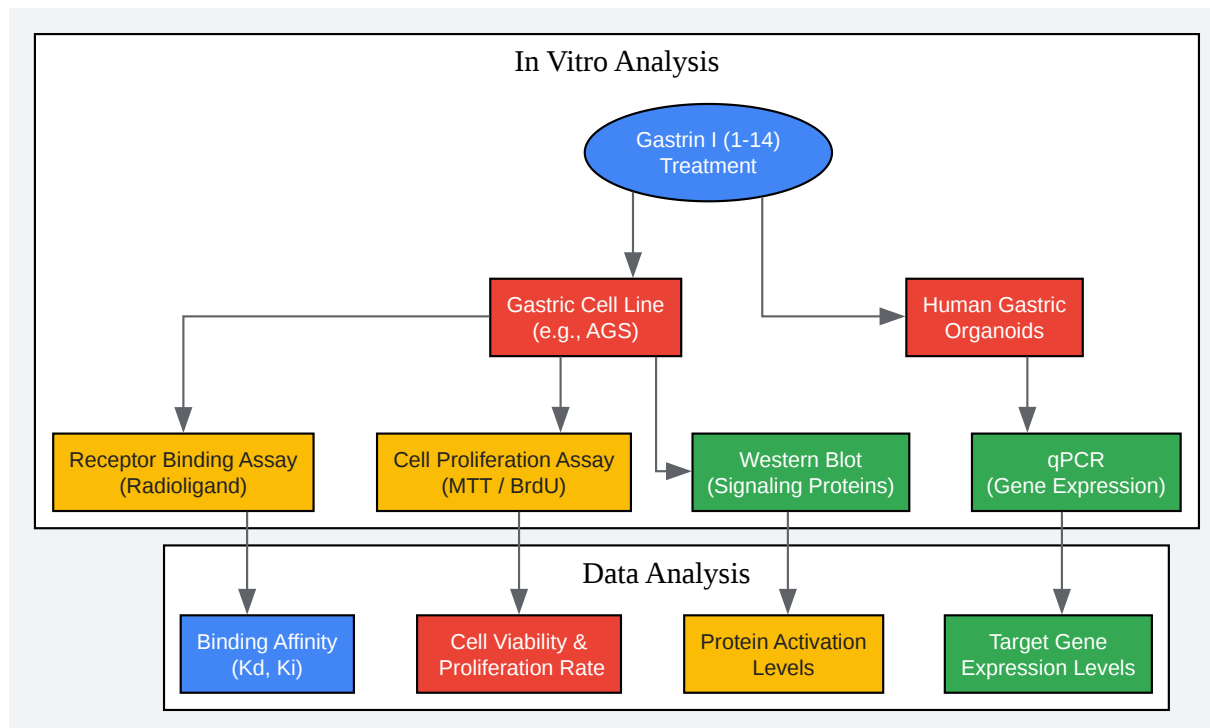 In Vitro Analysis
Gastrin I (1-14)
Treatment
Gastric Cell Line
(e.g., AGS)
Human Gastric
Organoids
Receptor Binding Assay
(Radioligand)
Cell Proliferation Assay
(MTT / BrdU)
Western Blot
(Signaling Proteins)
qPCR
(Gene Expression)
Data Analysis
Binding Affinity
(Kd, Ki)
Cell Viability &
Proliferation Rate
Protein Activation
Levels
Target Gene
Expression Levels